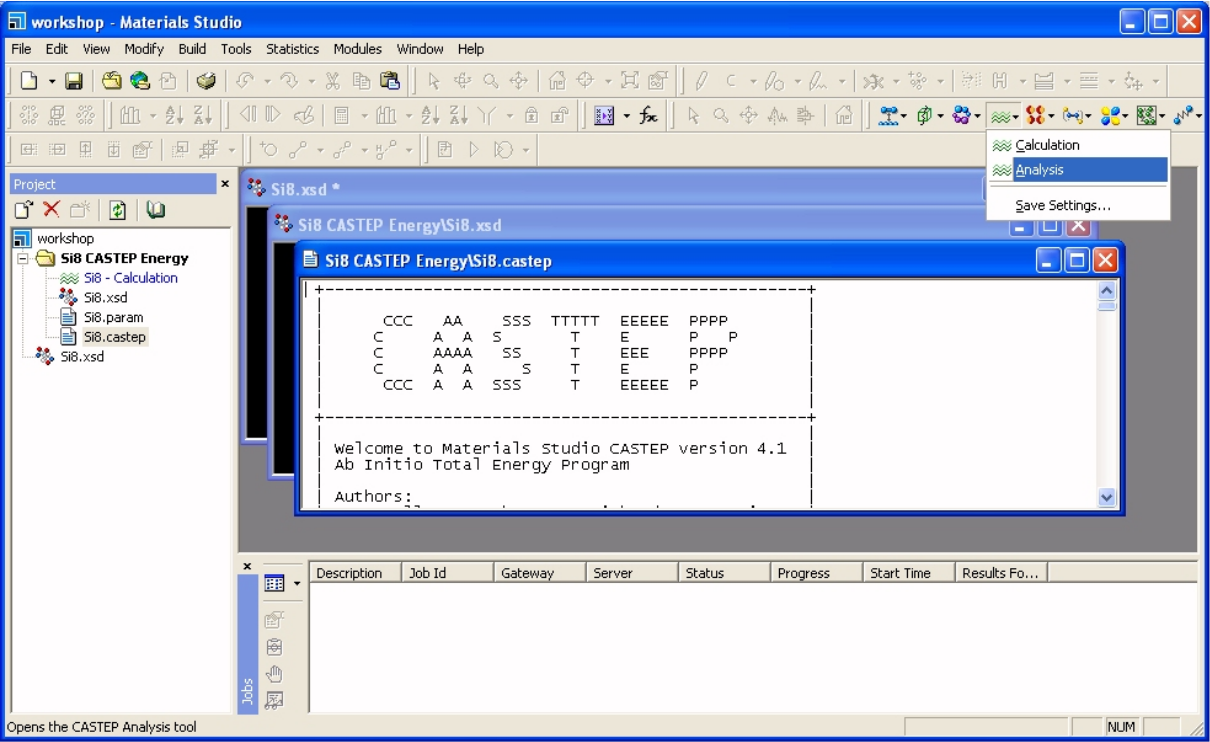 workshop - Materials Studio
File Edit View Modify Build Tools Statistics Modules Window Help
Calculation
Analysis
Save Settings...
Project
workshop
Si8 CASTEP Energy
Si8 - Calculation
Si8.xsd
Si8.param
Si8.castep
Si8.xsd
Si8.xsd *
Si8 CASTEP Energy\Si8.xsd
Si8 CASTEP Energy\Si8.castep
+-------------------------------------------------+
CCC AA SSS TTTTT EEEEE PPPP
C A A S T E P P
C AAAA SS T EEE PPPP
C A A S T E P
CCC A A SSS T EEEEE P
+-------------------------------------------------+
Welcome to Materials Studio CASTEP version 4.1
Ab Initio Total Energy Program
Authors:
Description Job Id Gateway Server Status Progress Start Time Results Fo...
Jobs
Opens the CASTEP Analysis tool
NUM